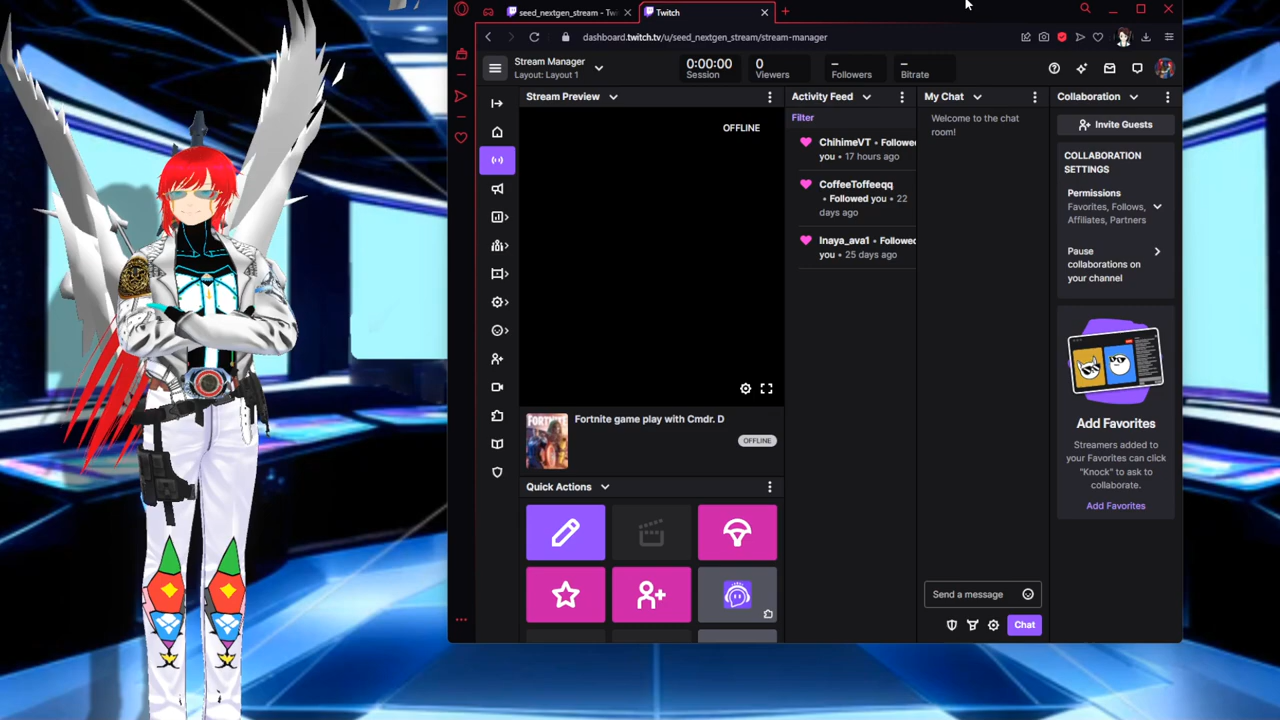 seed_nextgen_stream - Tw
Twitch
dashboard.twitch.tv/u/seed_nextgen_stream/stream-manager
Stream Manager
Layout: Layout 1
0:00:00
Session
0
Viewers
–
Followers
–
Bitrate
Stream Preview
OFFLINE
FORTNITE
Fortnite game play with Cmdr. D
OFFLINE
Quick Actions
Activity Feed
Filter
ChihimeVT • Followed
you • 17 hours ago
CoffeeToffeeqq
• Followed you • 22
days ago
Inaya_ava1 • Followed
you • 25 days ago
My Chat
Welcome to the chat
room!
Send a message
Chat
Collaboration
Invite Guests
COLLABORATION
SETTINGS
Permissions
Favorites, Follows,
Affiliates, Partners
Pause
collaborations on
your channel
Add Favorites
Streamers added to
your Favorites can click
"Knock" to ask to
collaborate.
Add Favorites